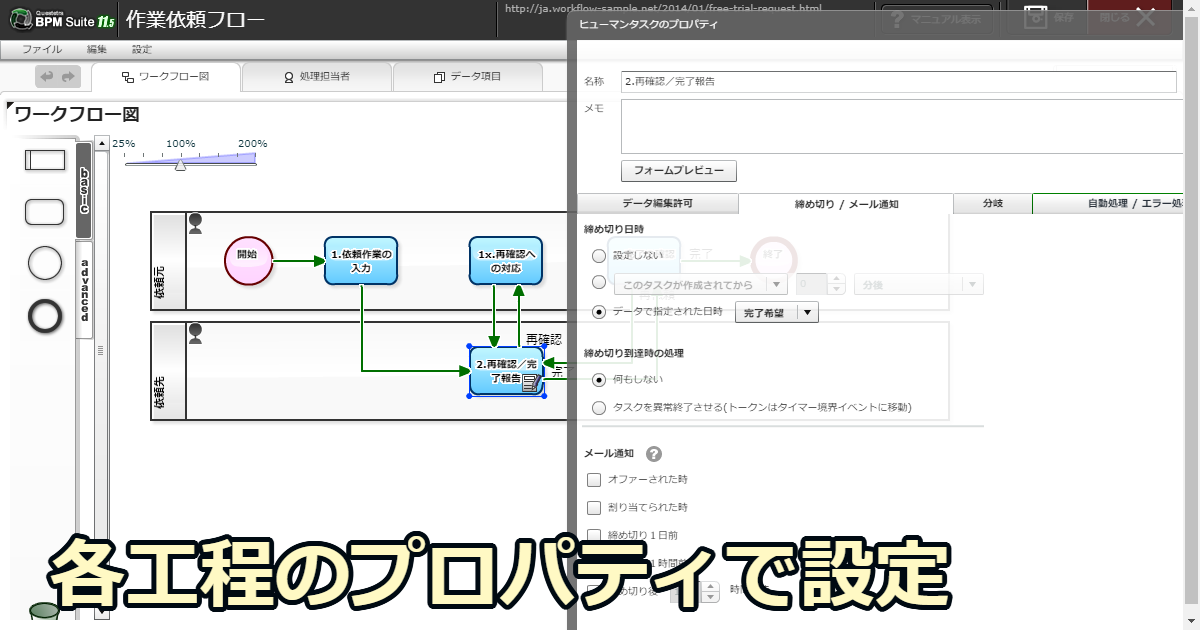 Questetra
BPM Suite 11.5
作業依頼フロー
http://ja.workflow-sample.net/2014/01/free-trial-request.html
ヒューマンタスクのプロパティ
マニュアル表示
保存
閉じる
ファイル 編集 設定
ワークフロー図
処理担当者
データ項目
ワークフロー図
名称
2.再確認／完了報告
メモ
フォームプレビュー
25% 100% 200%
basic
advanced
データ編集許可
締め切り / メール通知
分岐
自動処理 / エラー処
依頼元
開始
1.依頼作業の
入力
1x.再確認へ
の対応
完了
終了
依頼先
再確認
2.再確認／完
了報告
完了
締め切り日時
設定しない
このタスクが作成されてから
0
分後
データで指定された日時
完了希望
締め切り到達時の処理
何もしない
タスクを異常終了させる(トークンはタイマー境界イベントに移動)
メール通知
オファーされた時
割り当てられた時
締め切り１日前
１時間前
締め切り後
各工程のプロパティで設定